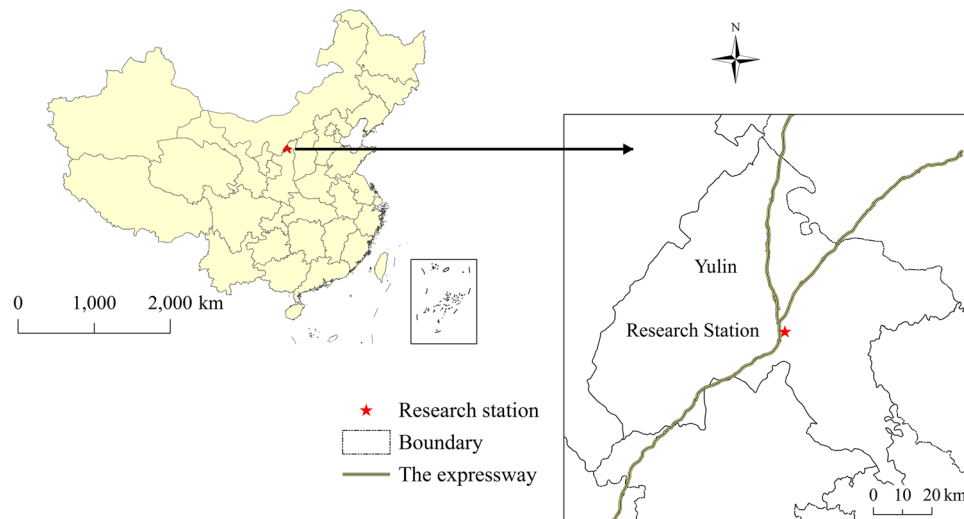 N
Yulin
Research Station
0 1,000 2,000 km
Research station
Boundary
The expressway
0 10 20 km